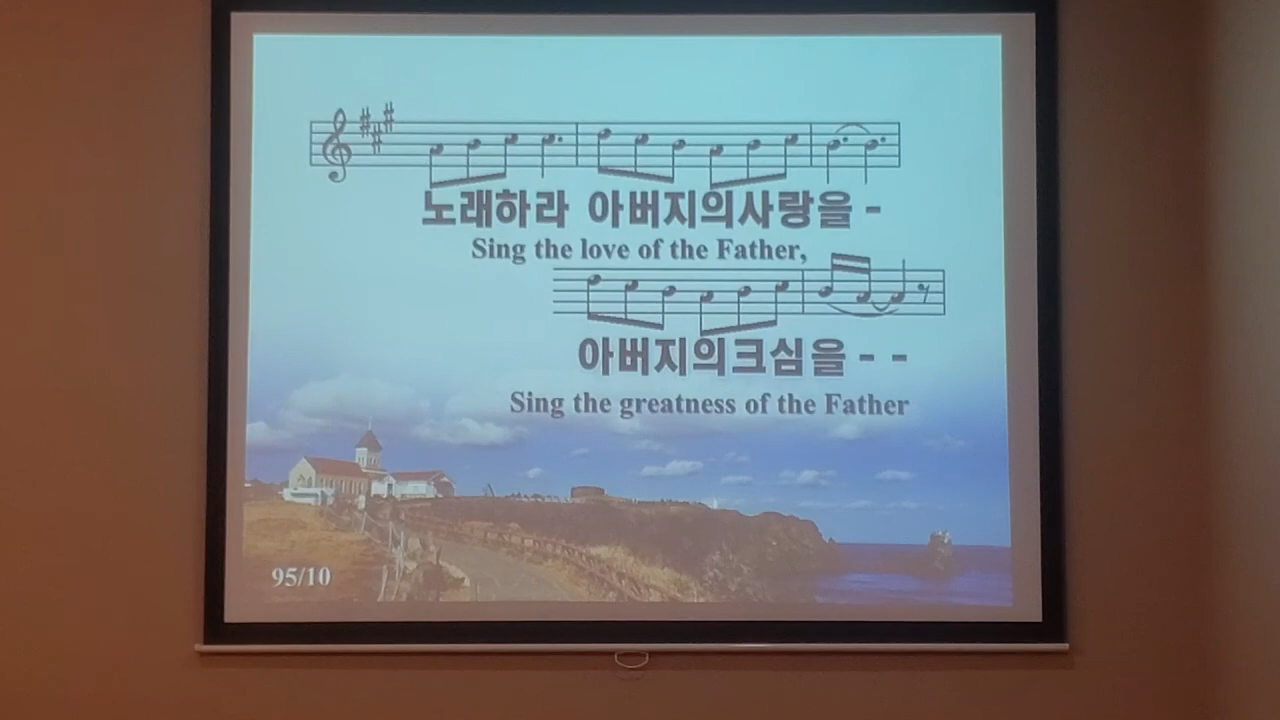 노래하라 아버지의사랑을 -
Sing the love of the Father,
아버지의크심을 - -
Sing the greatness of the Father
95/10